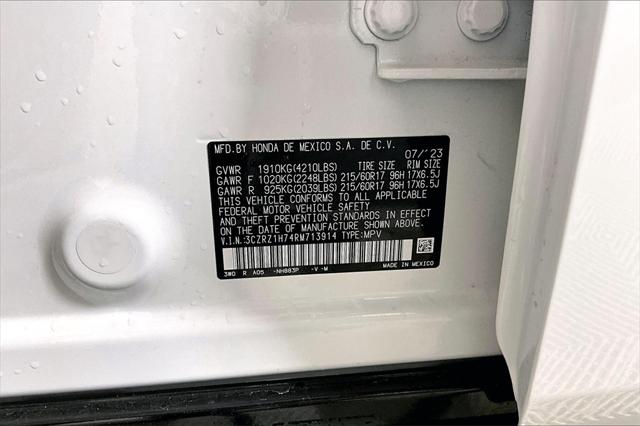 MFD.BY HONDA DE MEXICO S.A. DE C.V. 07/'23
GVWR 1910KG(4210LBS) TIRE SIZE RIM SIZE
GAWR F 1020KG(2248LBS) 215/60R17 96H 17X6.5J
GAWR R 925KG(2039LBS) 215/60R17 96H 17X6.5J
THIS VEHICLE CONFORMS TO ALL APPLICABLE
FEDERAL MOTOR VEHICLE SAFETY
AND THEFT PREVENTION STANDARDS IN EFFECT
ON THE DATE OF MANUFACTURE SHOWN ABOVE.
V.I.N.:3CZRZ1H74RM713914 TYPE:MPV
3W0 R A05 -NH883P -V -M MADE IN MEXICO